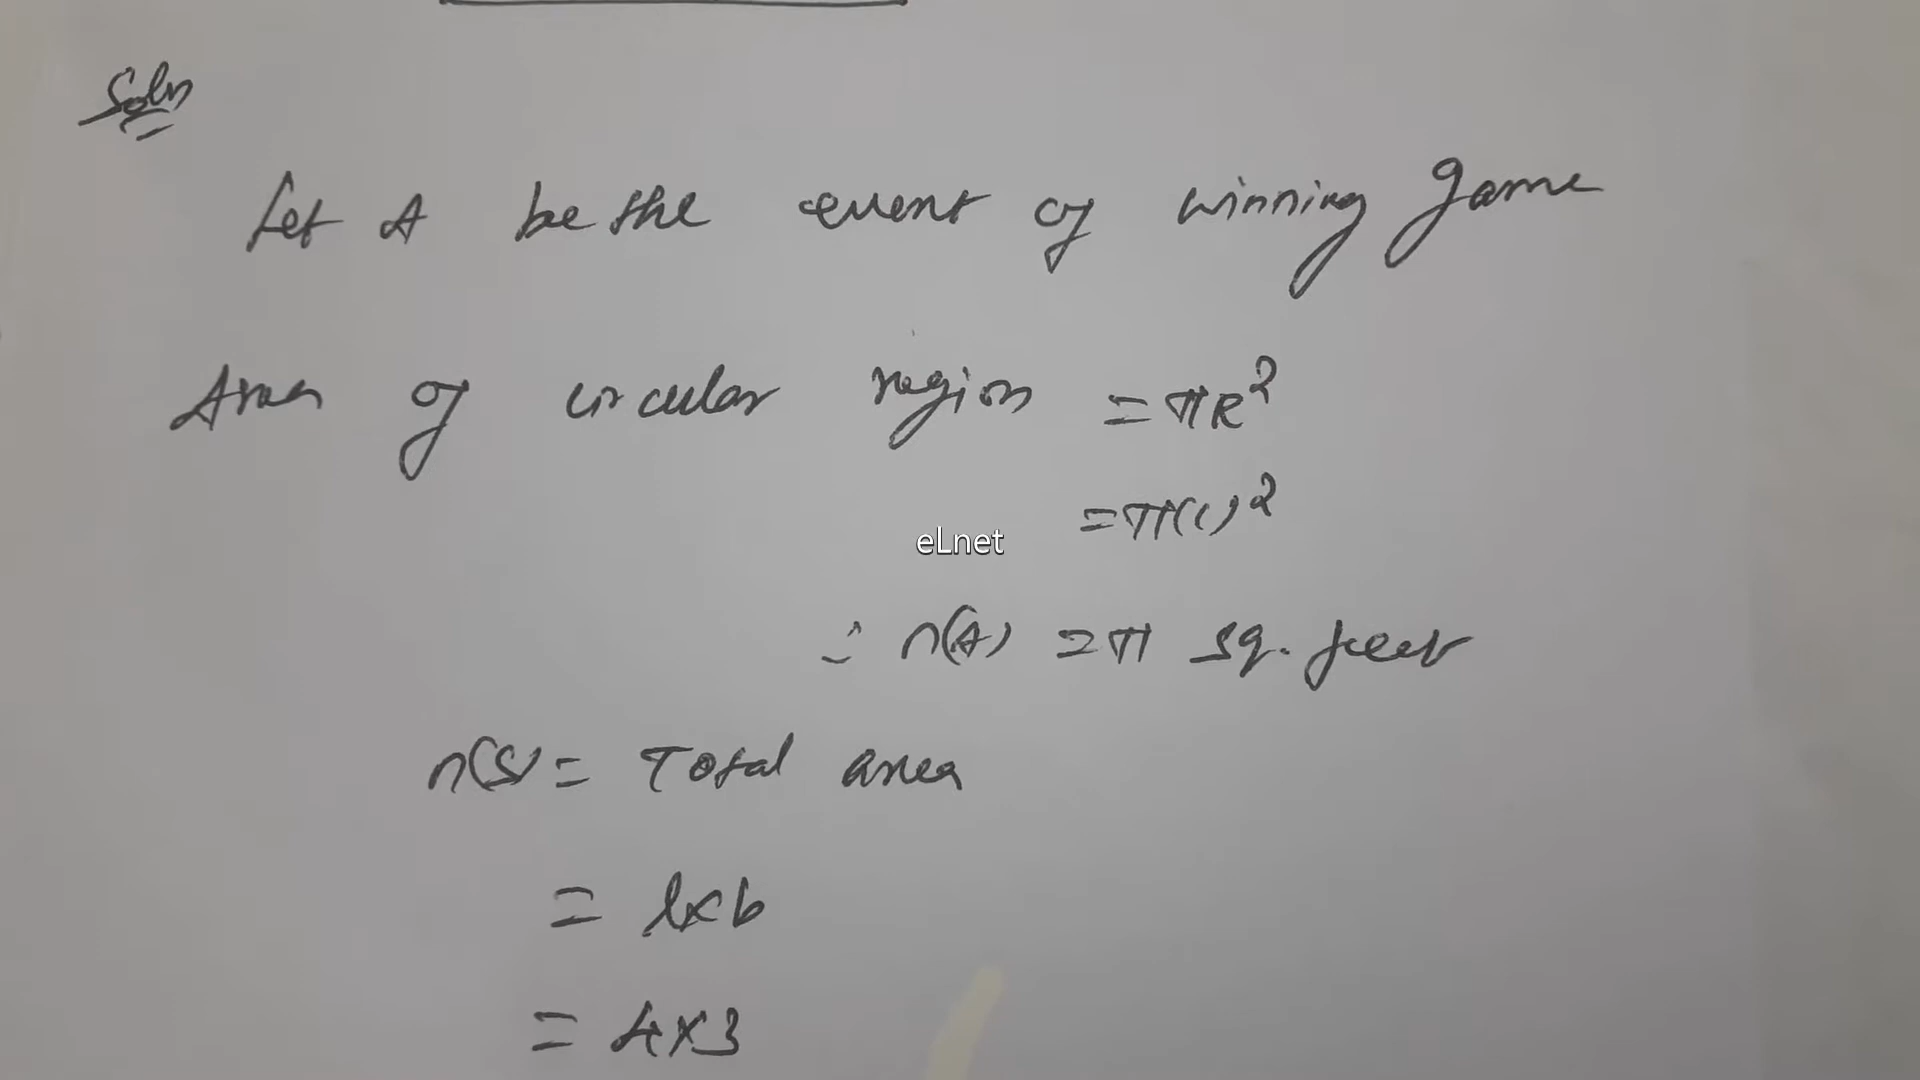 Soln
Let A be the event of winning game
Area of circular region = πR²
= π(1)²
eLnet
∴ n(A) = π sq. feet
n(S) = Total area
= l×b
= 4×3